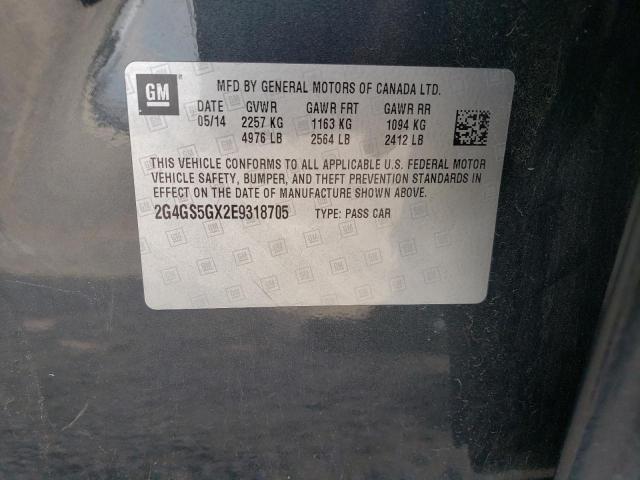 GM
MFD BY GENERAL MOTORS OF CANADA LTD.
DATE GVWR GAWR FRT GAWR RR
05/14 2257 KG 1163 KG 1094 KG
4976 LB 2564 LB 2412 LB
THIS VEHICLE CONFORMS TO ALL APPLICABLE U.S. FEDERAL MOTOR
VEHICLE SAFETY, BUMPER, AND THEFT PREVENTION STANDARDS IN
EFFECT ON THE DATE OF MANUFACTURE SHOWN ABOVE.
2G4GS5GX2E9318705 TYPE: PASS CAR